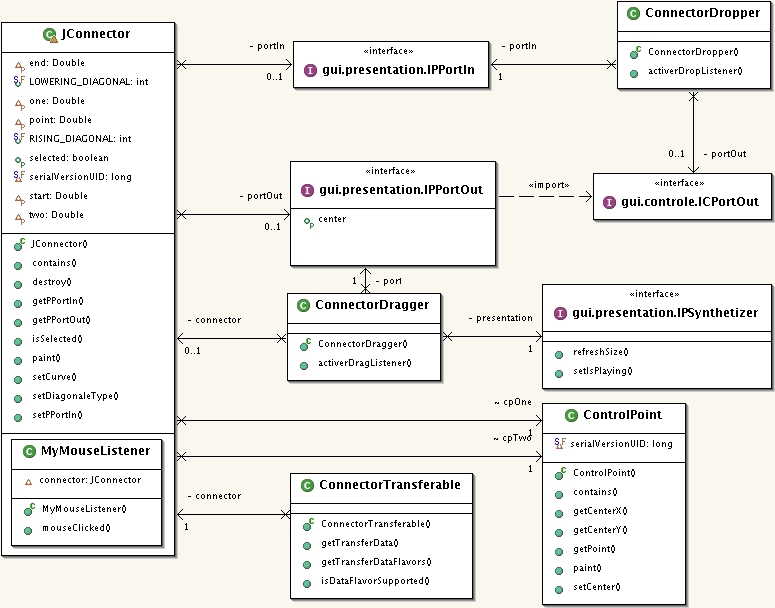 JConnector
end: Double
LOWERING_DIAGONAL: int
one: Double
point: Double
RISING_DIAGONAL: int
selected: boolean
serialVersionUID: long
start: Double
two: Double
JConnector()
contains()
destroy()
getPPortIn()
getPPortOut()
isSelected()
paint()
setCurve()
setDiagonaleType()
setPPortIn()
MyMouseListener
connector: JConnector
MyMouseListener()
mouseClicked()
- portIn
0..1
«interface»
gui.presentation.IPPortIn
- portIn
1
ConnectorDropper
ConnectorDropper()
activerDropListener()
0..1
- portOut
«interface»
gui.controle.ICPortOut
«import»
«interface»
gui.presentation.IPPortOut
center
- portOut
0..1
1
- port
ConnectorDragger
ConnectorDragger()
activerDragListener()
- connector
0..1
- presentation
1
«interface»
gui.presentation.IPSynthetizer
refreshSize()
setIsPlaying()
~ cpOne
1
~ cpTwo
1
ControlPoint
serialVersionUID: long
ControlPoint()
contains()
getCenterX()
getCenterY()
getPoint()
paint()
setCenter()
- connector
1
ConnectorTransferable
ConnectorTransferable()
getTransferData()
getTransferDataFlavors()
isDataFlavorSupported()